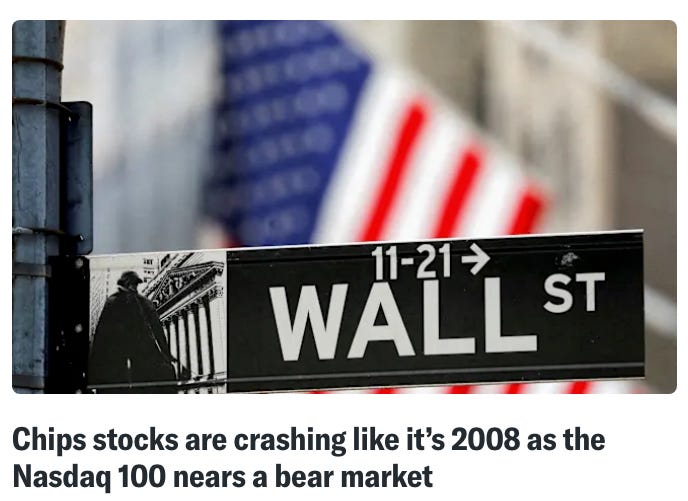 11-21→
WALL ST
Chips stocks are crashing like it’s 2008 as the
Nasdaq 100 nears a bear market